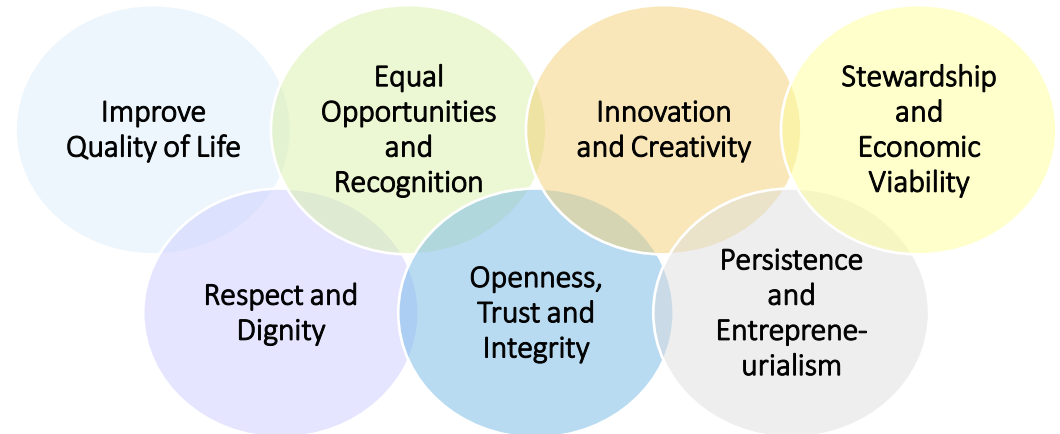 Improve
Quality of Life
Equal
Opportunities
and
Recognition
Innovation
and Creativity
Stewardship
and
Economic
Viability
Respect and
Dignity
Openness,
Trust and
Integrity
Persistence
and
Entreprene-
urialism